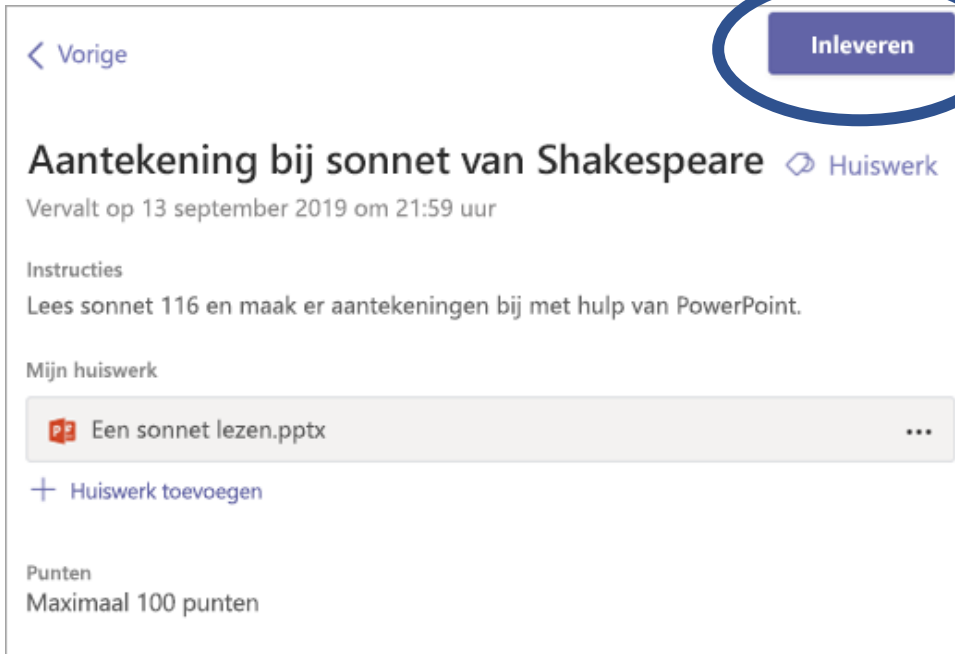 Vorige
Inleveren
Aantekening bij sonnet van Shakespeare Huiswerk
Vervalt op 13 september 2019 om 21:59 uur
Instructies
Lees sonnet 116 en maak er aantekeningen bij met hulp van PowerPoint.
Mijn huiswerk
Een sonnet lezen.pptx
Huiswerk toevoegen
Punten
Maximaal 100 punten